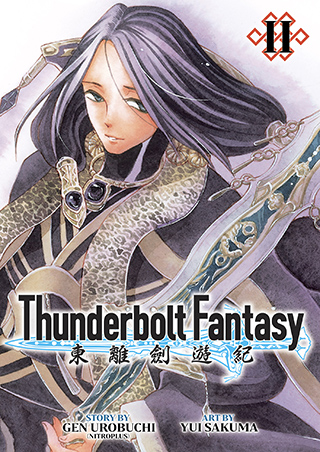 II
Thunderbolt Fantasy
東離劍遊紀
STORY BY
GEN UROBUCHI
(NITROPLUS)
ART BY
YUI SAKUMA